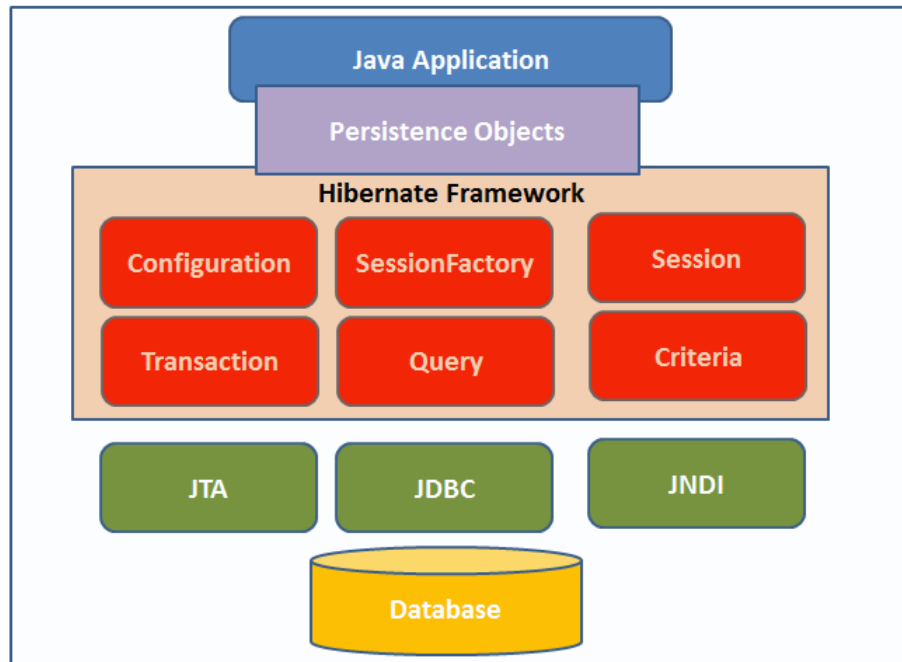 Java Application
Persistence Objects
Hibernate Framework
Configuration
SessionFactory
Session
Transaction
Query
Criteria
JTA
JDBC
JNDI
Database